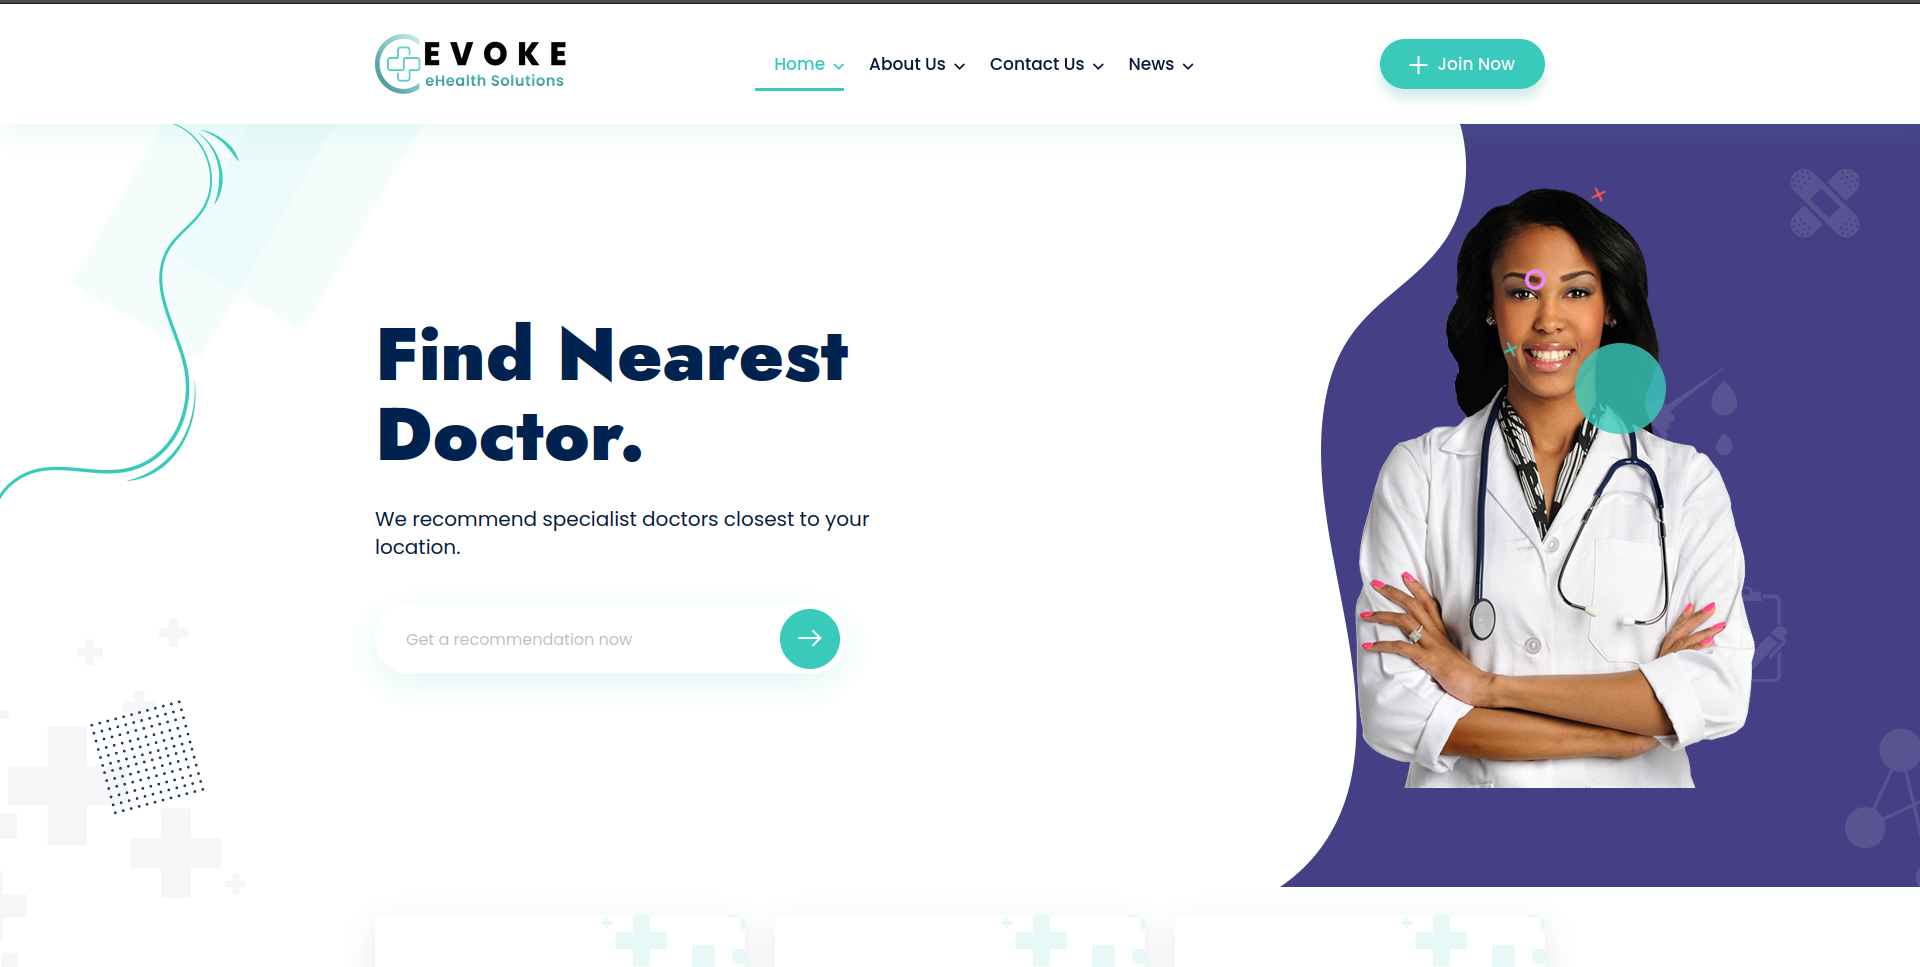 EVOKE
eHealth Solutions
Home
About Us
Contact Us
News
Join Now
Find Nearest
Doctor.
We recommend specialist doctors closest to your
location.
Get a recommendation now